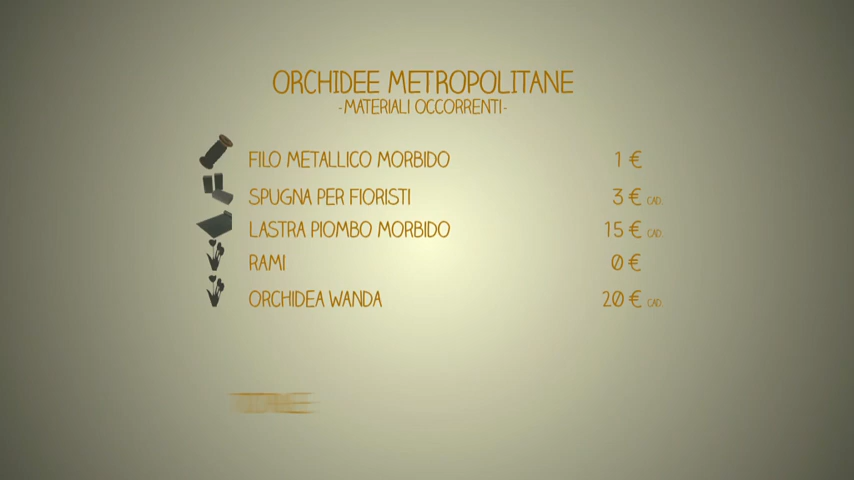 ORCHIDEE METROPOLITANE
-MATERIALI OCCORRENTI-
FILO METALLICO MORBIDO 1 €
SPUGNA PER FIORISTI 3 € CAD.
LASTRA PIOMBO MORBIDO 15 € CAD.
RAMI 0 €
ORCHIDEA WANDA 20 € CAD.